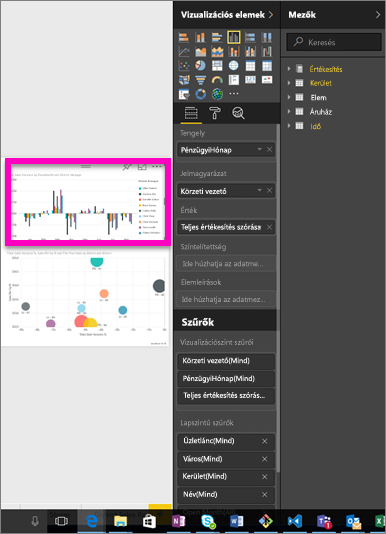 Vizualizációs elemek
Mezők
Keresés
Értékesítés
Kerület
Elem
Áruház
Idő
Tengely
PénzügyiHónap
Jelmagyarázat
Körzeti vezető
Érték
Teljes értékesítés szórása
Színtelítettség
Ide húzhatja az adatme...
Elemleírások
Ide húzhatja az adatmez...
Szűrők
Vizualizációszint szűrői
Körzeti vezető(Mind)
PénzügyiHónap(Mind)
Teljes értékesítés szórás...
Lapszintű szűrők
Üzletlánc(Mind)
Város(Mind)
Kerület(Mind)
Név(Mind)